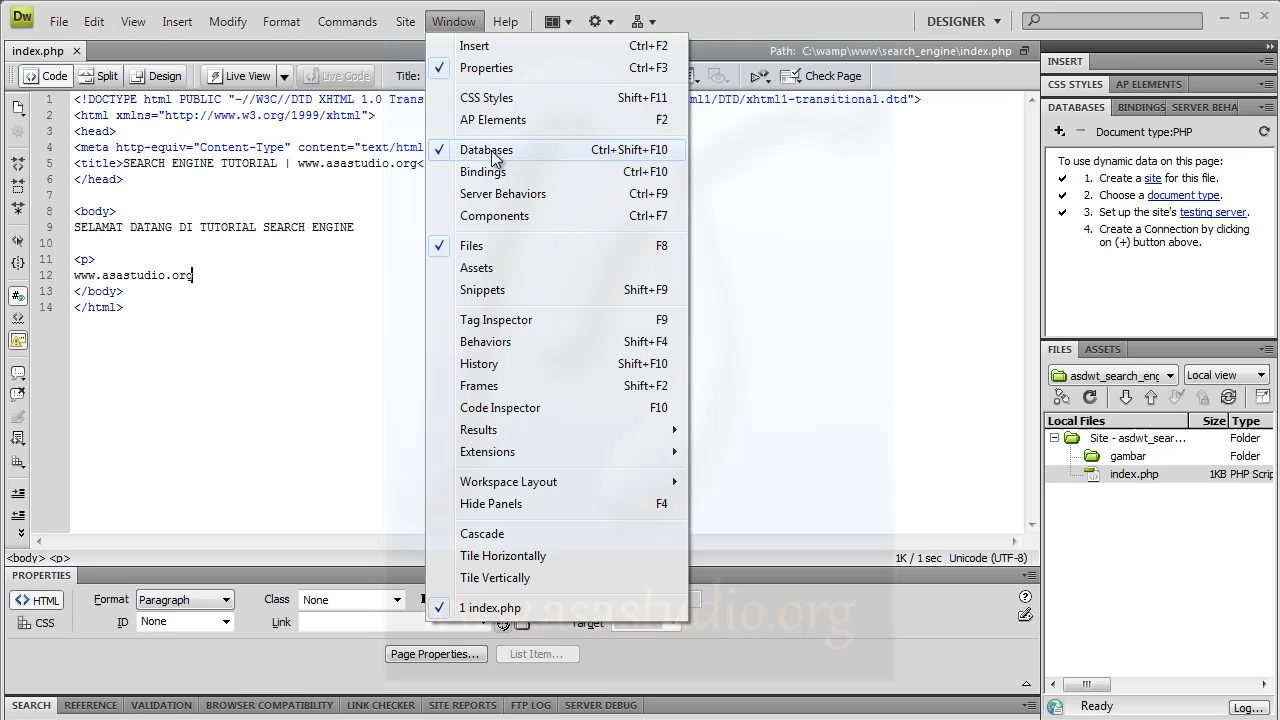 Dw File Edit View Insert Modify Format Commands Site Window Help DESIGNER
index.php Path: C:\wamp\www\search_engine\index.php
Code Split Design Live View Live Code Title: Check Page
1 <!DOCTYPE html PUBLIC "-//W3C//DTD XHTML 1.0 Trans ml1/DTD/xhtml1-transitional.dtd">
2 <html xmlns="http://www.w3.org/1999/xhtml">
3 <head>
4 <meta http-equiv="Content-Type" content="text/html
5 <title>SEARCH ENGINE TUTORIAL | www.asastudio.org<
6 </head>
7
8 <body>
9 SELAMAT DATANG DI TUTORIAL SEARCH ENGINE
10
11 <p>
12 www.asastudio.org
13 </body>
14 </html>
Insert Ctrl+F2
Properties Ctrl+F3
CSS Styles Shift+F11
AP Elements F2
Databases Ctrl+Shift+F10
Bindings Ctrl+F10
Server Behaviors Ctrl+F9
Components Ctrl+F7
Files F8
Assets
Snippets Shift+F9
Tag Inspector F9
Behaviors Shift+F4
History Shift+F10
Frames Shift+F2
Code Inspector F10
Results
Extensions
Workspace Layout
Hide Panels F4
Cascade
Tile Horizontally
Tile Vertically
1 index.php
INSERT
CSS STYLES AP ELEMENTS
DATABASES BINDINGS SERVER BEHA
Document type:PHP
To use dynamic data on this page:
1. Create a site for this file.
2. Choose a document type.
3. Set up the site's testing server.
4. Create a Connection by clicking
on (+) button above.
FILES ASSETS
asdwt_search_eng Local view
Local Files Size Type
Site - asdwt_sear... Folder
gambar Folder
index.php 1KB PHP Scrip
Ready Log...
<body> <p> 1K / 1 sec Unicode (UTF-8)
PROPERTIES
HTML Format Paragraph Class None
CSS ID None Link Target
Page Properties... List Item...
www.asastudio.org
SEARCH REFERENCE VALIDATION BROWSER COMPATIBILITY LINK CHECKER SITE REPORTS FTP LOG SERVER DEBUG